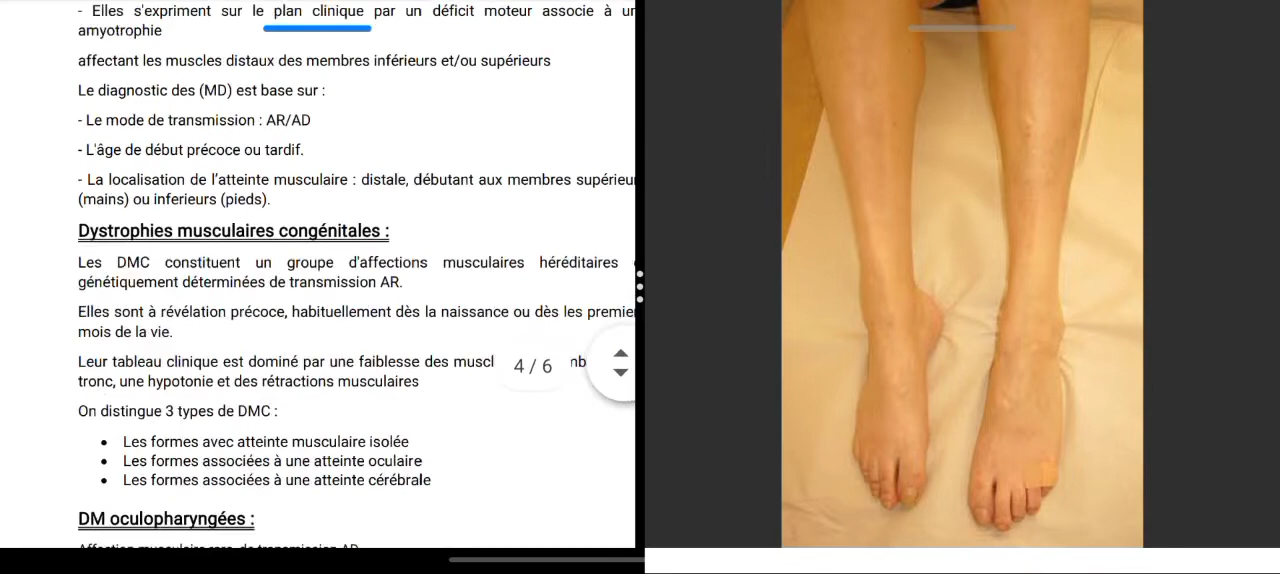 - Elles s'expriment sur le plan clinique par un déficit moteur associe à
amyotrophie
affectant les muscles distaux des membres inférieurs et/ou supérieurs
Le diagnostic des (MD) est base sur :
- Le mode de transmission : AR/AD
- L'âge de début précoce ou tardif.
- La localisation de l'atteinte musculaire : distale, débutant aux membres
(mains) ou inferieurs (pieds).
Dystrophies musculaires congénitales :
Les DMC constituent un groupe d'affections musculaires héréditaires
génétiquement déterminées de transmission AR.
Elles sont à révélation précoce, habituellement dès la naissance ou dès les
mois de la vie.
Leur tableau clinique est dominé par une faiblesse des
tronc, une hypotonie et des rétractions musculaires
4 / 6
On distingue 3 types de DMC :
• Les formes avec atteinte musculaire isolée
• Les formes associées à une atteinte oculaire
• Les formes associées à une atteinte cérébrale
DM oculopharyngées :